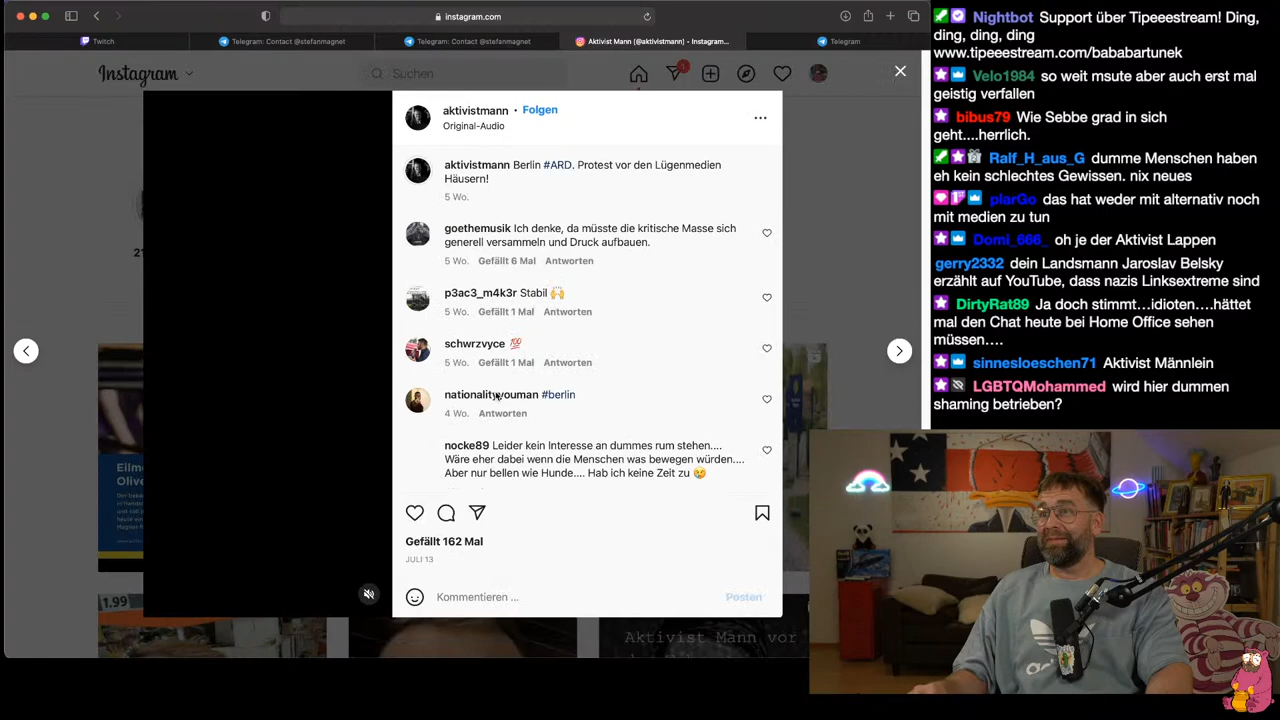 instagram.com
Twitch
Telegram: Contact @stefanmagnet
Telegram: Contact @stefanmagnet
Aktivist Mann (@aktivistmann) • Instagram...
Telegram
Instagram
Suchen
1
aktivistmann • Folgen
Original-Audio
aktivistmann Berlin #ARD. Protest vor den Lügenmedien
Häusern!
5 Wo.
goethemusik Ich denke, da müsste die kritische Masse sich
generell versammeln und Druck aufbauen.
5 Wo. Gefällt 6 Mal Antworten
p3ac3_m4k3r Stabil 🙌
5 Wo. Gefällt 1 Mal Antworten
schwrzvyce 💯
5 Wo. Gefällt 1 Mal Antworten
#berlin
4 Wo. Antworten
nocke89 Leider kein Interesse an dummes rum stehen....
Wäre eher dabei wenn die Menschen was bewegen würden....
Aber nur bellen wie Hunde.... Hab ich keine Zeit zu 😢
Gefällt 162 Mal
JULI 13
Kommentieren ...
Posten
21
Eilm
Olive
1.99
Aktivist Mann vor
Nightbot Support über Tipeeestream! Ding,
ding, ding, ding
www.tipeeestream.com/bababartunek
Velo1984 so weit msute aber auch erst mal
geistig verfallen
bibus79 Wie Sebbe grad in sich
geht....herrlich.
Ralf_H_aus_G dumme Menschen haben
eh kein schlechtes Gewissen. nix neues
plarGo das hat weder mit alternativ noch
mit medien zu tun
Domi_666_ oh je der Aktivist Lappen
gerry2332 dein Landsmann Jaroslav Belsky
erzählt auf YouTube, dass nazis Linksextreme sind
DirtyRat89 Ja doch stimmt...idioten....hättet
mal den Chat heute bei Home Office sehen
müssen....
sinnesloeschen71 Aktivist Männlein
LGBTQMohammed wird hier dummen
shaming betrieben?